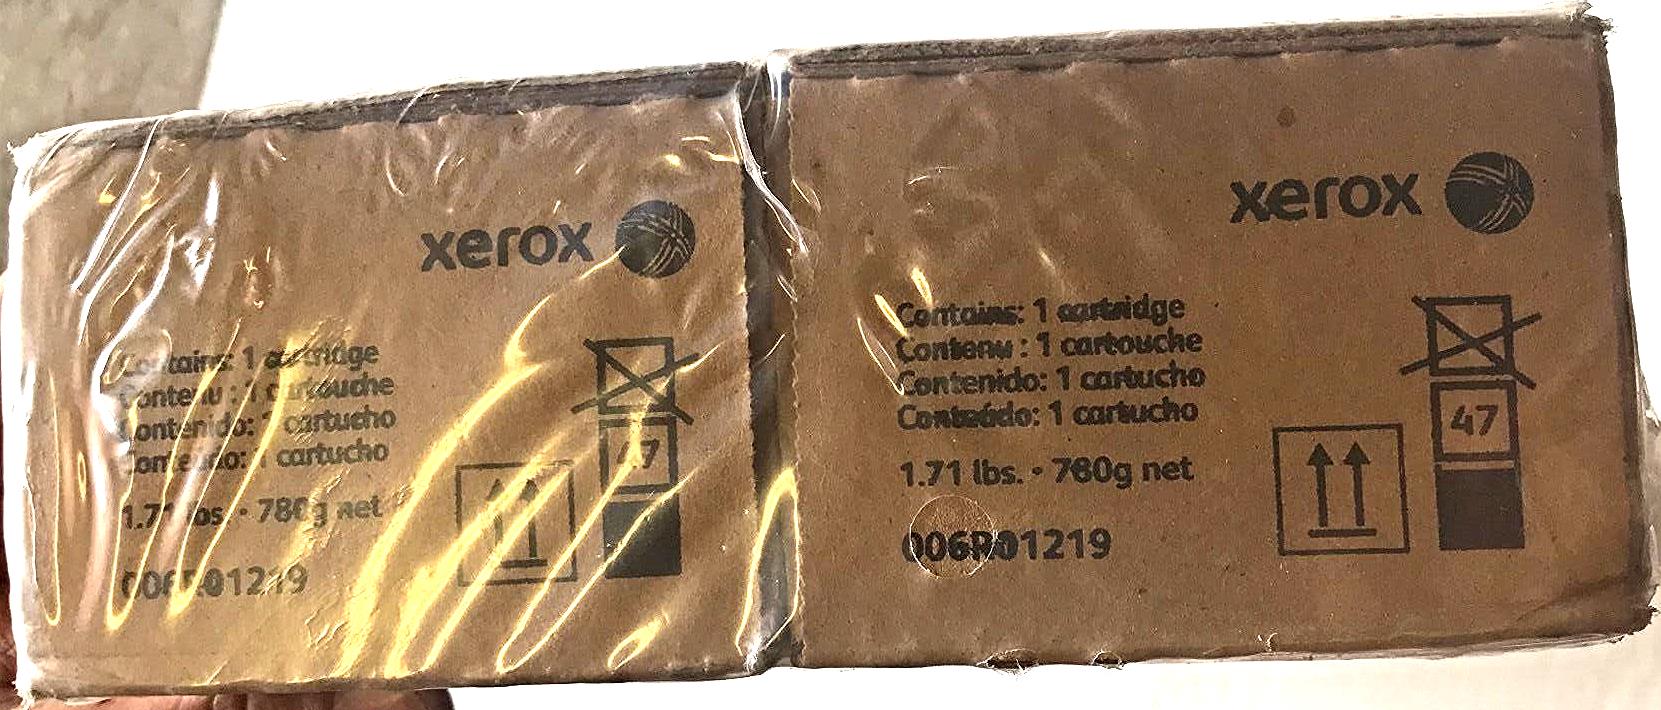 xerox
Contains: 1 cartridge
Contenu : 1 cartouche
Contenido: 1 cartucho
Conteúdo: 1 cartucho
1.71 lbs. • 780g net
006R01219
47
xerox
Contains: 1 cartridge
Contenu : 1 cartouche
Contenido: 1 cartucho
Conteúdo: 1 cartucho
1.71 lbs. • 780g net
006R01219
47